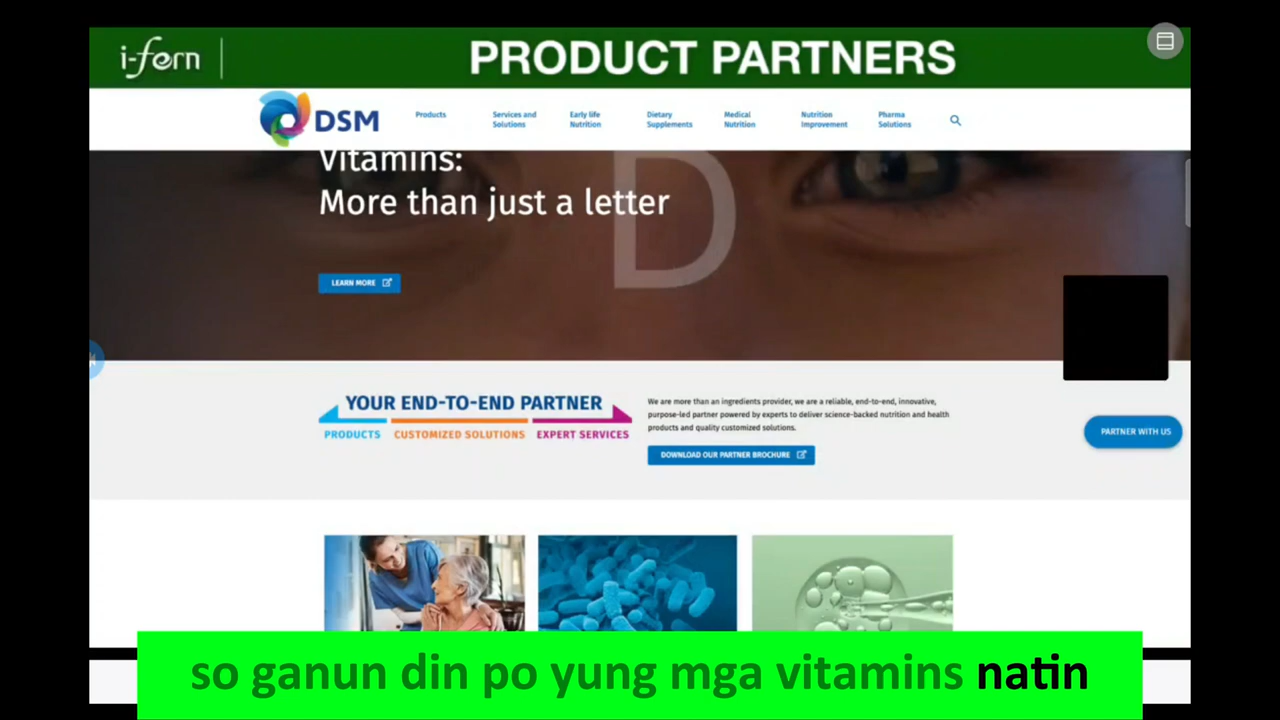 i-fern
PRODUCT PARTNERS
DSM
Products
Services and
Solutions
Early life
Nutrition
Dietary
Supplements
Medical
Nutrition
Nutrition
Improvement
Pharma
Solutions
Vitamins:
More than just a letter
D
LEARN MORE
YOUR END-TO-END PARTNER
PRODUCTS CUSTOMIZED SOLUTIONS EXPERT SERVICES
We are more than an ingredients provider, we are a reliable, end-to-end, innovative,
purpose-led partner powered by experts to deliver science-backed nutrition and health
products and quality customized solutions.
DOWNLOAD OUR PARTNER BROCHURE
PARTNER WITH US
so ganun din po yung mga vitamins natin